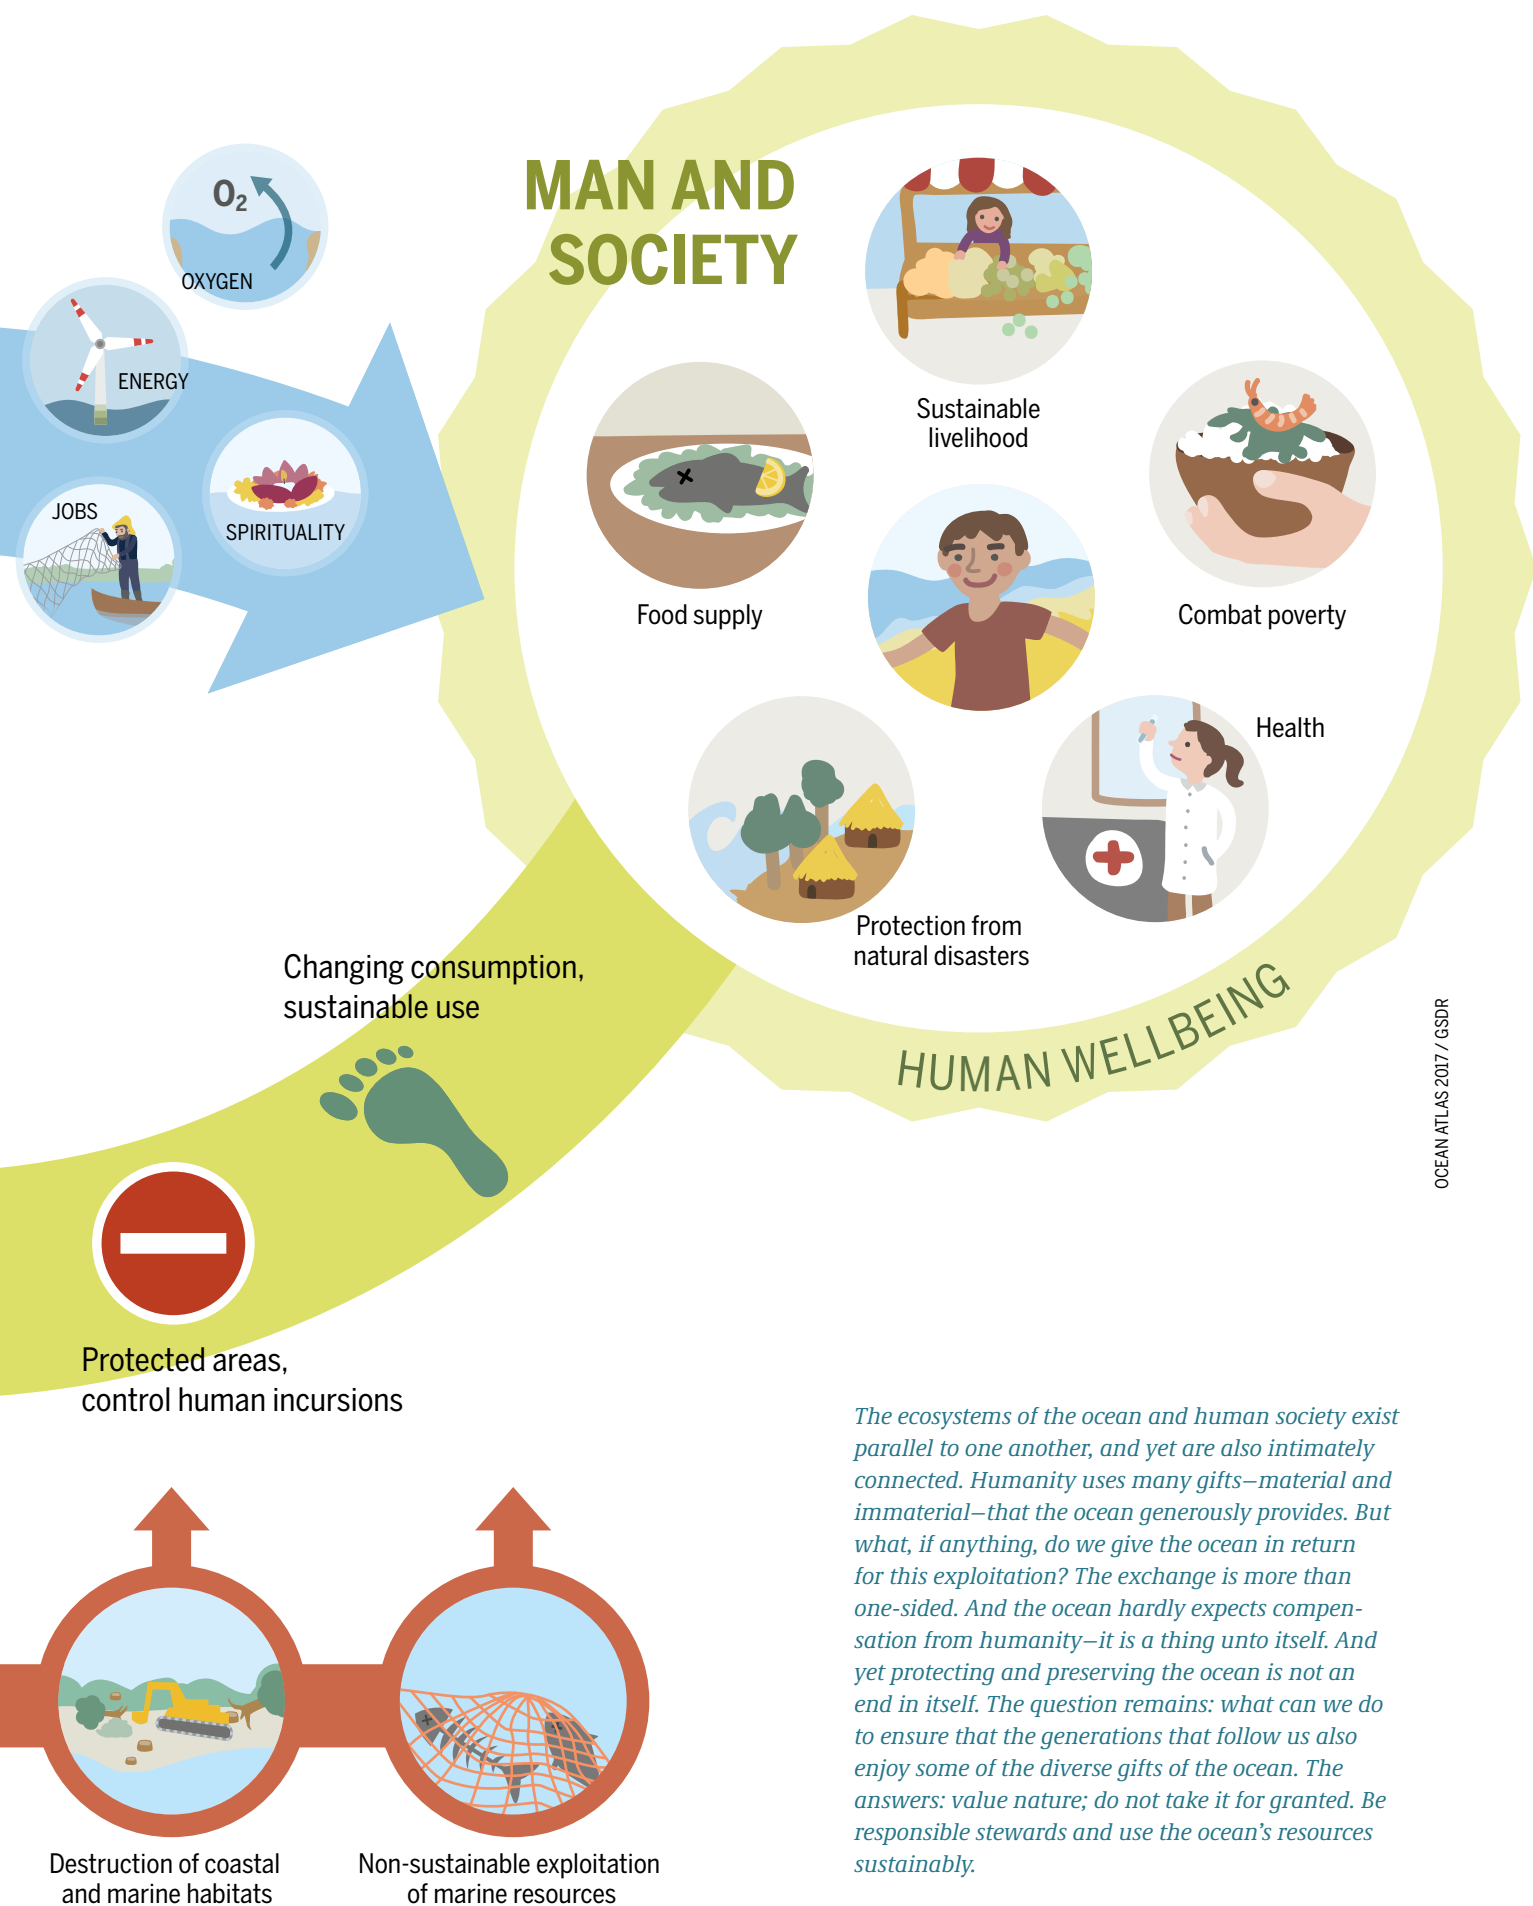 MAN AND
SOCIETY
O2
OXYGEN
ENERGY
SPIRITUALITY
JOBS
Sustainable
livelihood
Food supply
Combat poverty
Health
Protection from
natural disasters
HUMAN WELLBEING
Changing consumption,
sustainable use
OCEAN ATLAS 2017 / GSDR
Protected areas,
control human incursions
Destruction of coastal
and marine habitats
Non-sustainable exploitation
of marine resources
The ecosystems of the ocean and human society exist
parallel to one another, and yet are also intimately
connected. Humanity uses many gifts—material and
immaterial—that the ocean generously provides. But
what, if anything, do we give the ocean in return
for this exploitation? The exchange is more than
one-sided. And the ocean hardly expects compen-
sation from humanity—it is a thing unto itself. And
yet protecting and preserving the ocean is not an
end in itself. The question remains: what can we do
to ensure that the generations that follow us also
enjoy some of the diverse gifts of the ocean. The
answers: value nature; do not take it for granted. Be
responsible stewards and use the ocean’s resources
sustainably.